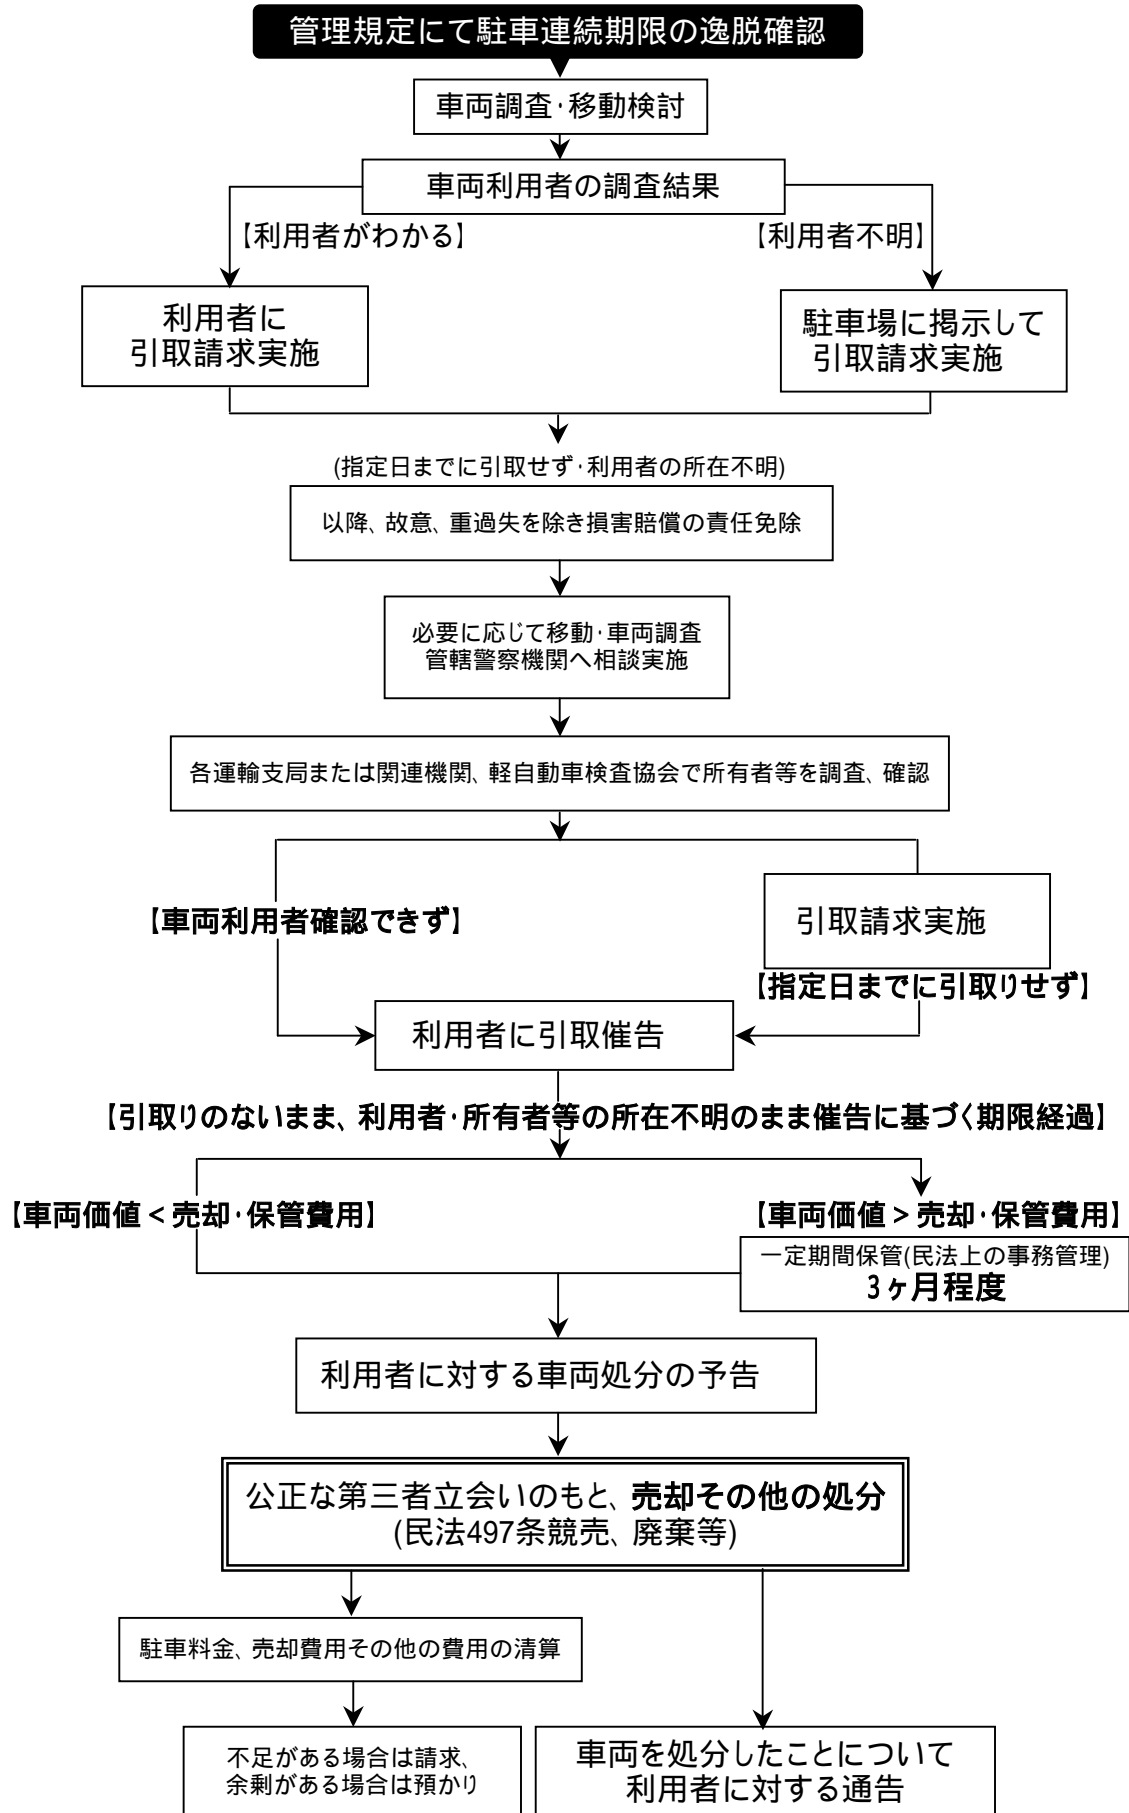 管理規定にて駐車連続期限の逸脱確認
車両調査・移動検討
車両利用者の調査結果
【利用者がわかる】
【利用者不明】
利用者に
引取請求実施
駐車場に掲示して
引取請求実施
(指定日までに引取せず・利用者の所在不明)
以降、故意、重過失を除き損害賠償の責任免除
必要に応じて移動・車両調査
管轄警察機関へ相談実施
各運輸支局または関連機関、軽自動車検査協会で所有者等を調査、確認
【車両利用者確認できず】
引取請求実施
【指定日までに引取りせず】
利用者に引取催告
【引取りのないまま、利用者・所有者等の所在不明のまま催告に基づく期限経過】
【車両価値<売却・保管費用】
【車両価値>売却・保管費用】
一定期間保管(民法上の事務管理)
3ヶ月程度
利用者に対する車両処分の予告
公正な第三者立会いのもと、売却その他の処分
(民法497条競売、廃棄等)
駐車料金、売却費用その他の費用の清算
不足がある場合は請求、
余剰がある場合は預かり
車両を処分したことについて
利用者に対する通告